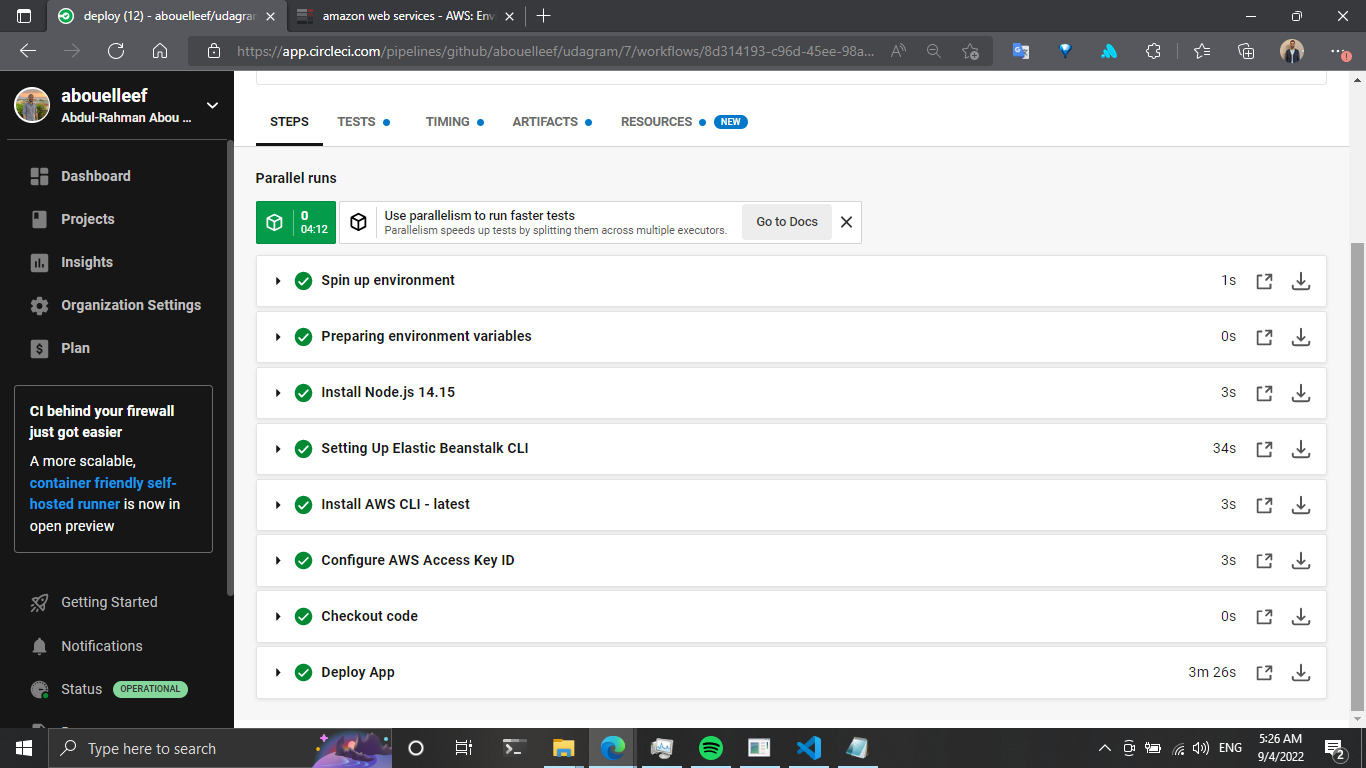 deploy (12) - abouelleef/udagran
amazon web services - AWS: Env
https://app.circleci.com/pipelines/github/abouelleef/udagram/7/workflows/8d314193-c96d-45ee-98a...
abouelleef
Abdul-Rahman Abou ...
Dashboard
Projects
Insights
Organization Settings
Plan
CI behind your firewall
just got easier
A more scalable,
container friendly self-
hosted runner is now in
open preview
Getting Started
Notifications
Status OPERATIONAL
STEPS TESTS TIMING ARTIFACTS RESOURCES NEW
Parallel runs
0
04:12
Use parallelism to run faster tests
Parallelism speeds up tests by splitting them across multiple executors.
Go to Docs
Spin up environment 1s
Preparing environment variables 0s
Install Node.js 14.15 3s
Setting Up Elastic Beanstalk CLI 34s
Install AWS CLI - latest 3s
Configure AWS Access Key ID 3s
Checkout code 0s
Deploy App 3m 26s
Type here to search
ENG
5:26 AM
9/4/2022
2